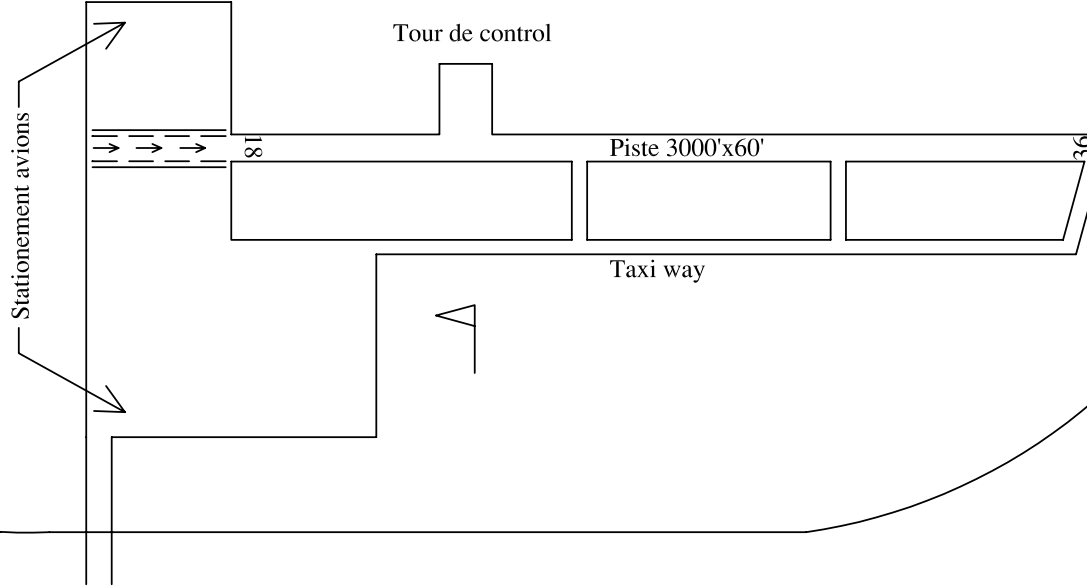 Tour de control
Stationement avions
18
Piste 3000'x60'
36
Taxi way